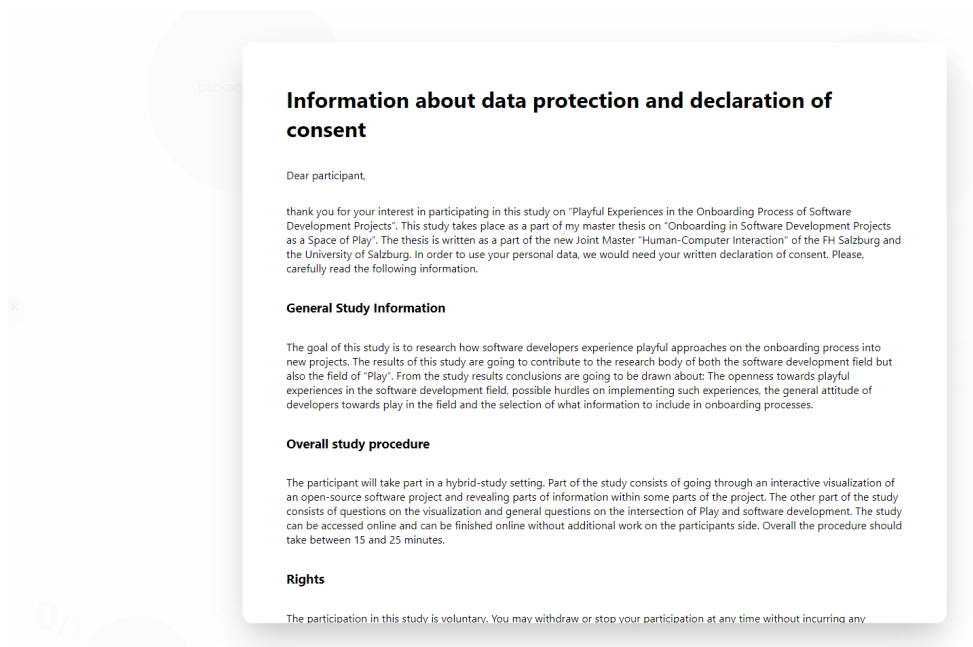 Information about data protection and declaration of
consent
Dear participant,
thank you for your interest in participating in this study on "Playful Experiences in the Onboarding Process of Software
Development Projects". This study takes place as a part of my master thesis on "Onboarding in Software Development Projects
as a Space of Play". The thesis is written as a part of the new Joint Master "Human-Computer Interaction" of the FH Salzburg and
the University of Salzburg. In order to use your personal data, we would need your written declaration of consent. Please,
carefully read the following information.
General Study Information
The goal of this study is to research how software developers experience playful approaches on the onboarding process into
new projects. The results of this study are going to contribute to the research body of both the software development field but
also the field of "Play". From the study results conclusions are going to be drawn about: The openness towards playful
experiences in the software development field, possible hurdles on implementing such experiences, the general attitude of
developers towards play in the field and the selection of what information to include in onboarding processes.
Overall study procedure
The participant will take part in a hybrid-study setting. Part of the study consists of going through an interactive visualization of
an open-source software project and revealing parts of information within some parts of the project. The other part of the study
consists of questions on the visualization and general questions on the intersection of Play and software development. The study
can be accessed online and can be finished online without additional work on the participants side. Overall the procedure should
take between 15 and 25 minutes.
Rights
The participation in this study is voluntary. You may withdraw or stop your participation at any time without incurring any